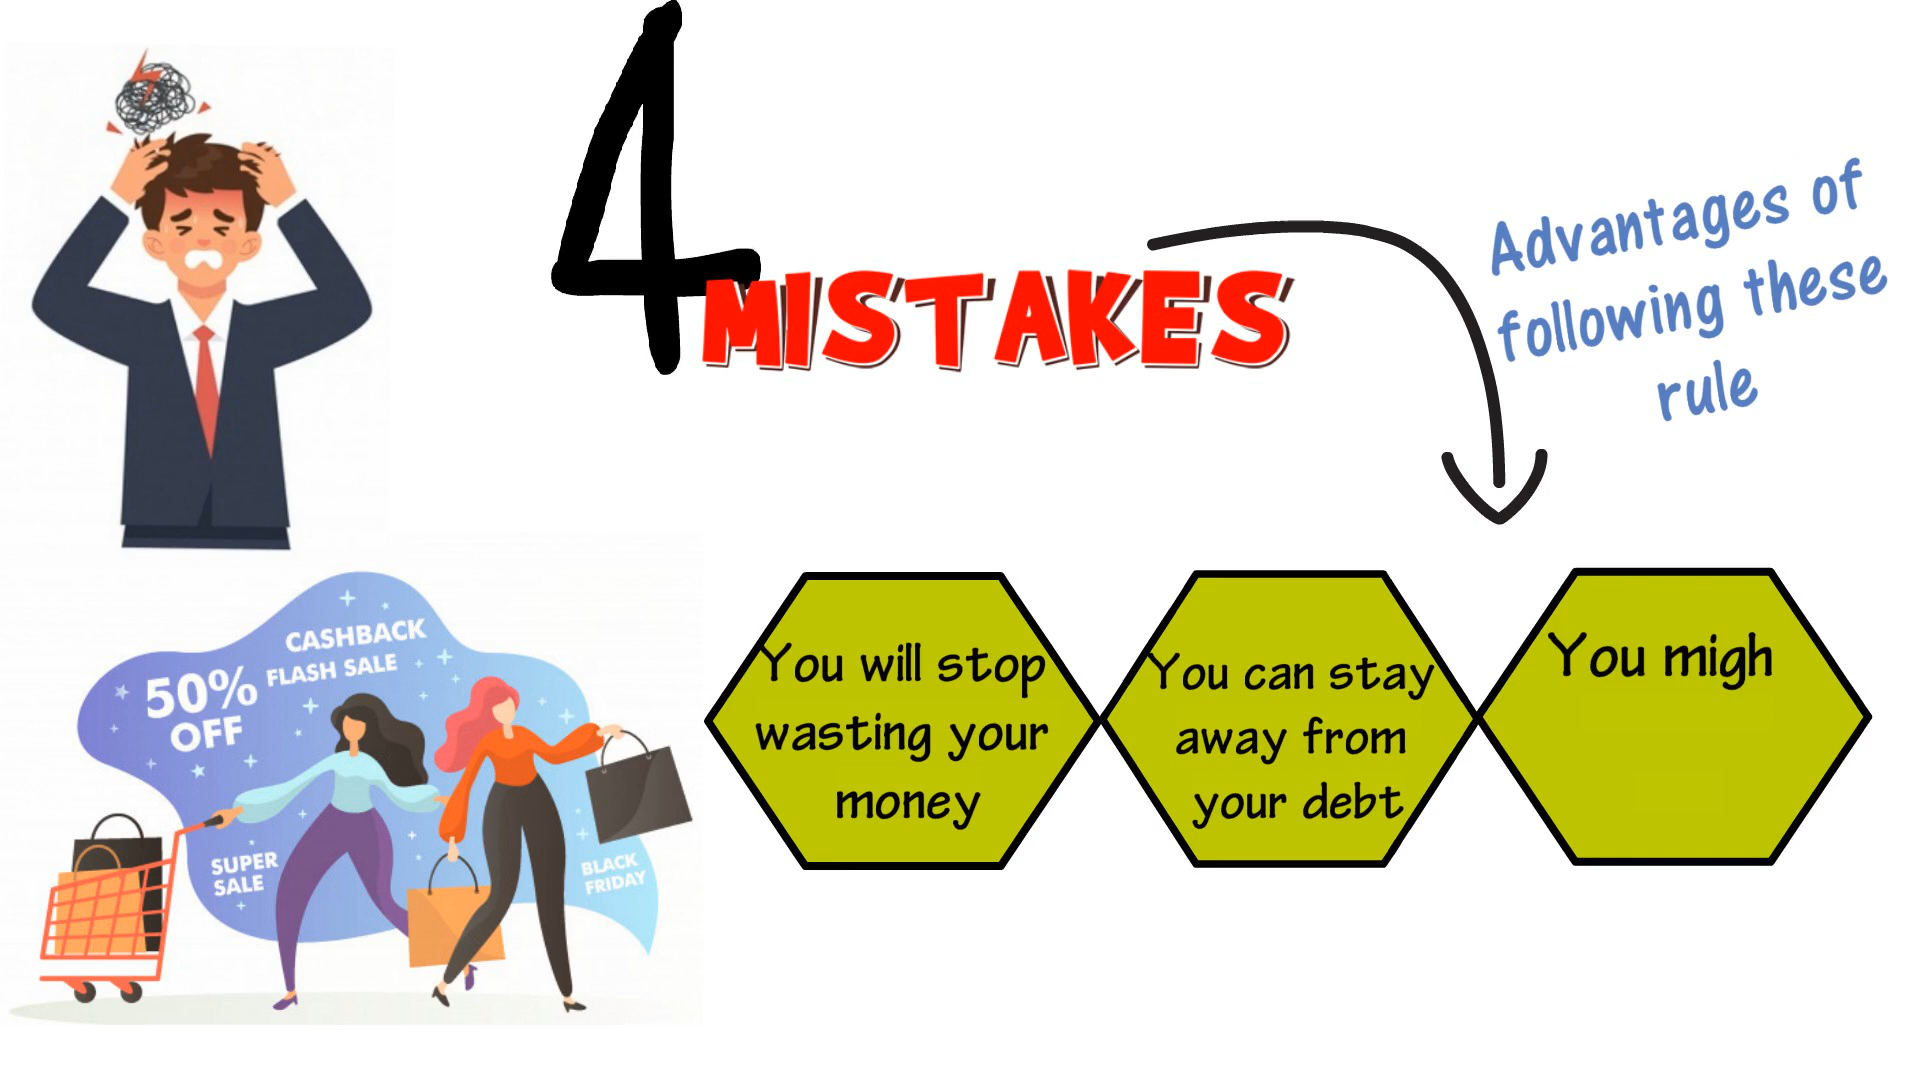 4
MISTAKES
Advantages of
following these
rule
CASHBACK
FLASH SALE
50%
OFF
SUPER
SALE
BLACK
FRIDAY
You will stop
wasting your
money
You can stay
away from
your debt
You migh